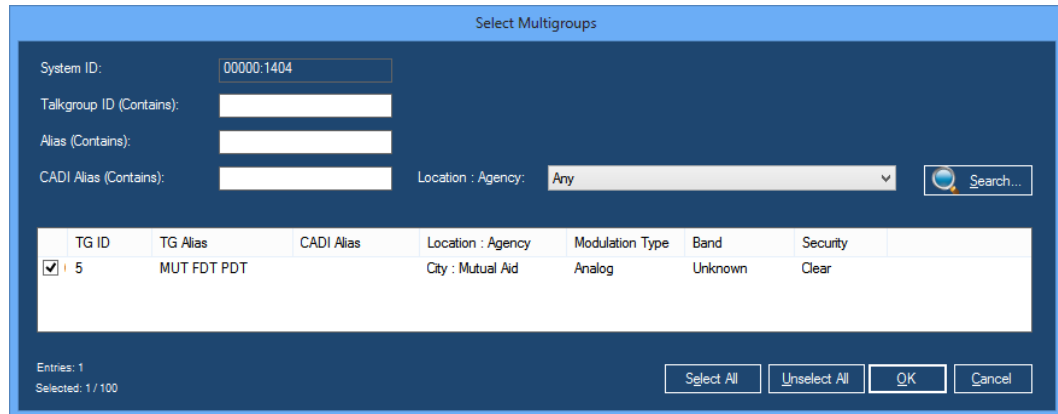 Select Multigroups
System ID: 00000:1404
Talkgroup ID (Contains):
Alias (Contains):
CADI Alias (Contains): Location : Agency: Any Search...
TG ID TG Alias CADI Alias Location : Agency Modulation Type Band Security
5 MUT FDT PDT City : Mutual Aid Analog Unknown Clear
Entries: 1
Selected: 1 / 100
Select All Unselect All OK Cancel